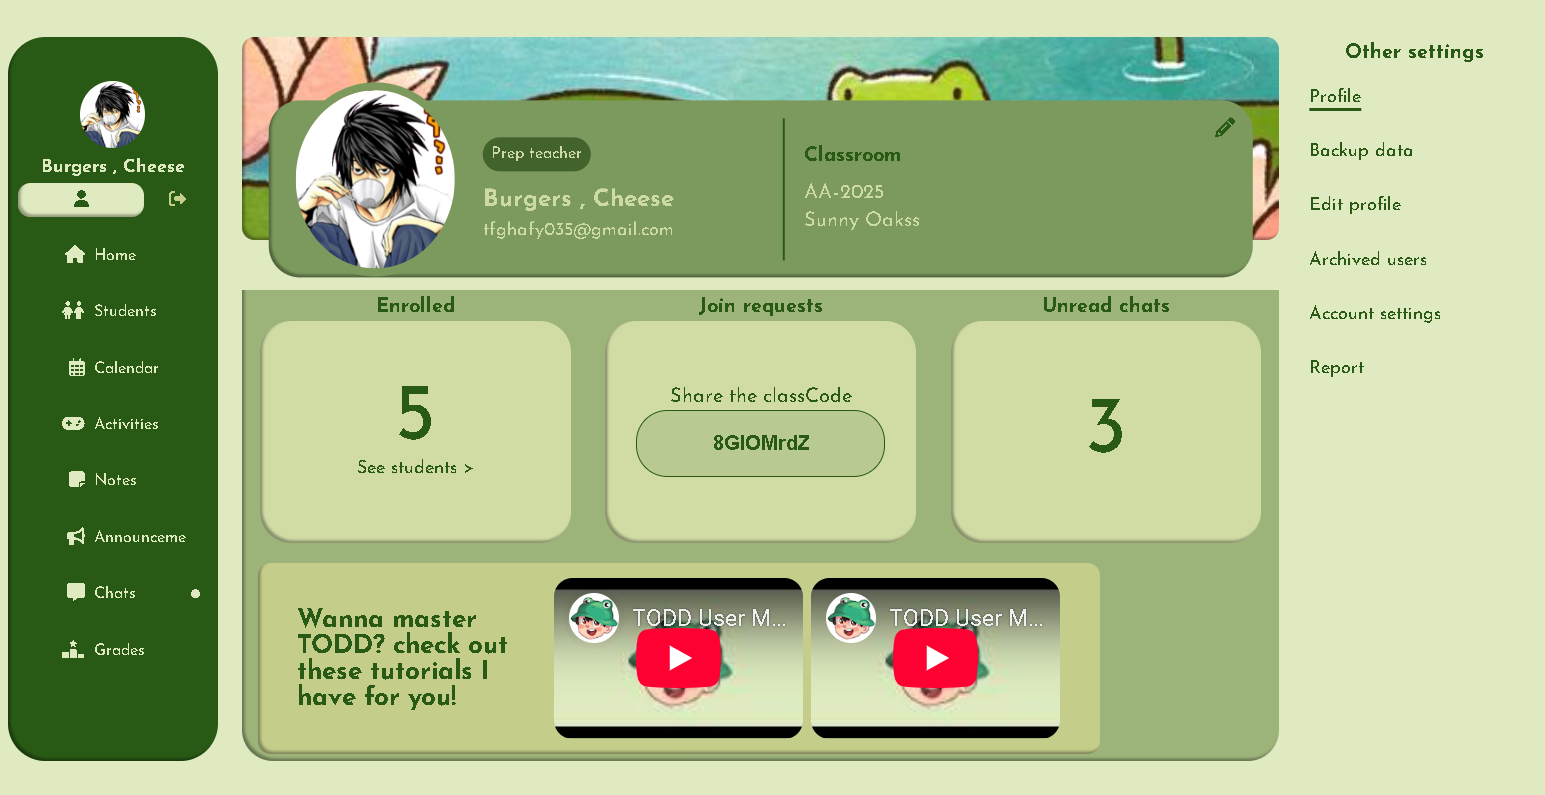 Burgers , Cheese
Home
Students
Calendar
Activities
Notes
Announceme
Chats
Grades
Prep teacher
Burgers , Cheese
tfghafy035@gmail.com
Classroom
AA-2025
Sunny Oakss
Enrolled
5
See students >
Join requests
Share the classCode
8GIOMrdZ
Unread chats
3
Wanna master
TODD? check out
these tutorials I
have for you!
TODD User M...
TODD User M...
Other settings
Profile
Backup data
Edit profile
Archived users
Account settings
Report